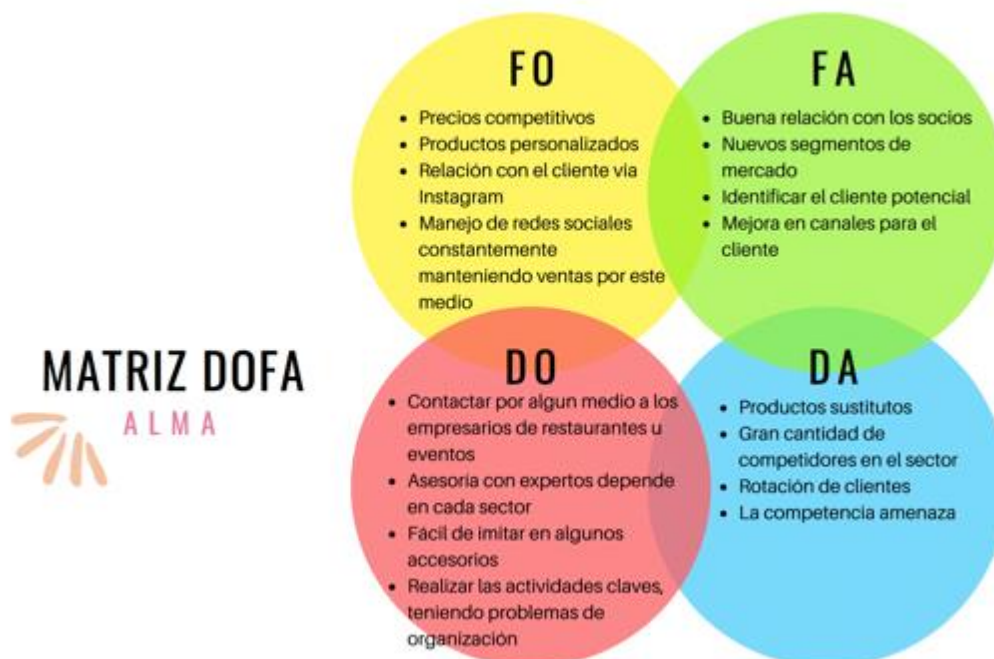 MATRIZ DOFA
ALMA
FO
• Precios competitivos
• Productos personalizados
• Relación con el cliente via
Instagram
• Manejo de redes sociales
constantemente
manteniendo ventas por este
medio
FA
• Buena relación con los socios
• Nuevos segmentos de
mercado
• Identificar el cliente potencial
• Mejora en canales para el
cliente
DO
• Contactar por algun medio a los
empresarios de restaurantes u
eventos
• Asesoría con expertos depende
en cada sector
• Fácil de imitar en algunos
accesorios
• Realizar las actividades claves,
teniendo problemas de
organización
DA
• Productos sustitutos
• Gran cantidad de
competidores en el sector
• Rotación de clientes
• La competencia amenaza